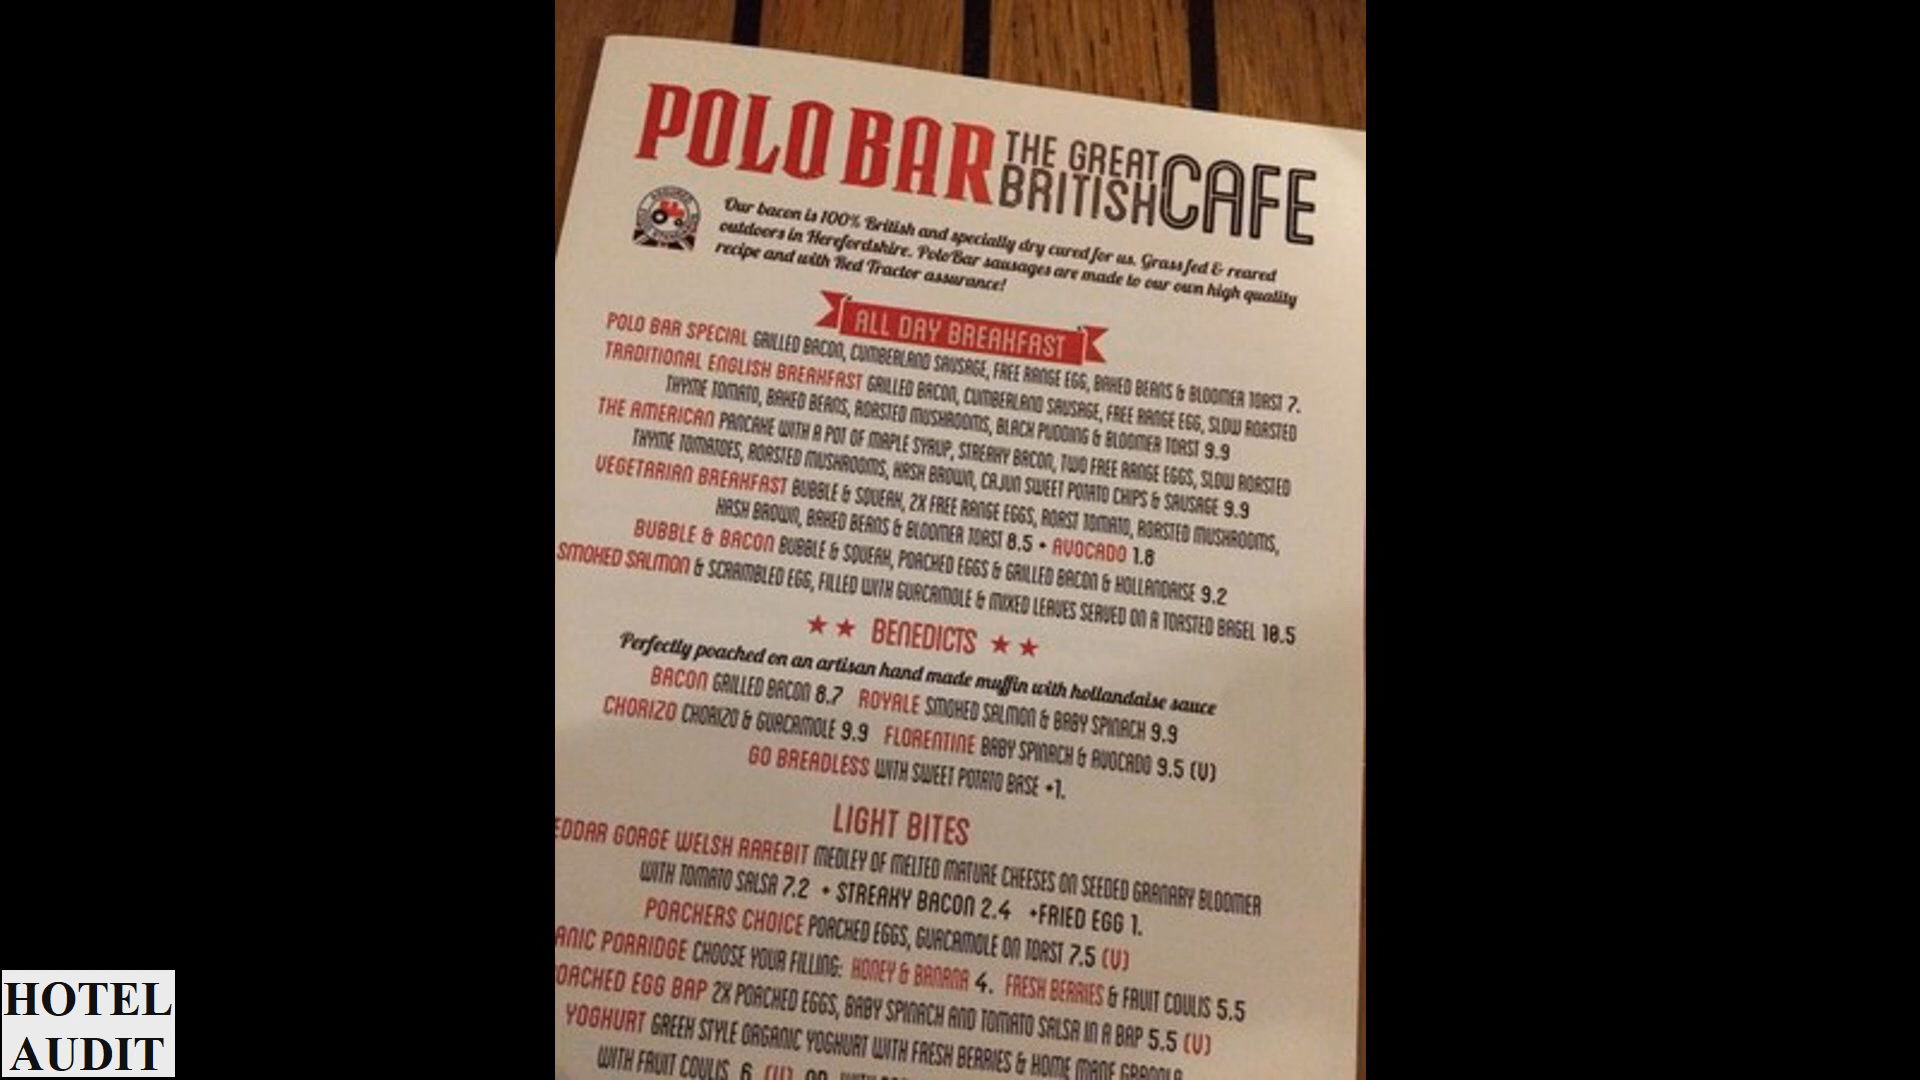 POLO BAR THE GREAT BRITISH CAFE
Our bacon is 100% British and specially dry cured for us. Grass fed & reared
outdoors in Herefordshire. PoloBar sausages are made to our own high quality
recipe and with Red Tractor assurance!
ALL DAY BREAKFAST
POLO BAR SPECIAL GRILLED BACON, CUMBERLAND SAUSAGE, FREE RANGE EGG, BAKED BEANS & BLOOMER TOAST 7.
TRADITIONAL ENGLISH BREAKFAST GRILLED BACON, CUMBERLAND SAUSAGE, FREE RANGE EGG, SLOW ROASTED
THYME TOMATO, BAKED BEANS, ROASTED MUSHROOMS, BLACK PUDDING & BLOOMER TOAST 9.9
THE AMERICAN PANCAKE WITH A POT OF MAPLE SYRUP, STREAKY BACON, TWO FREE RANGE EGGS, SLOW ROASTED
THYME TOMATOES, ROASTED MUSHROOMS, HASH BROWN, CAJUN SWEET POTATO CHIPS & SAUSAGE 9.9
VEGETARIAN BREAKFAST BUBBLE & SQUEAK, 2X FREE RANGE EGGS, ROAST TOMATO, ROASTED MUSHROOMS,
HASH BROWN, BAKED BEANS & BLOOMER TOAST 8.5 + AVOCADO 1.8
BUBBLE & BACON BUBBLE & SQUEAK, POACHED EGGS & GRILLED BACON & HOLLANDAISE 9.2
SMOKED SALMON & SCRAMBLED EGG, FILLED WITH GUACAMOLE & MIXED LEAVES SERVED ON A TOASTED BAGEL 10.5
BENEDICTS
Perfectly poached on an artisan hand made muffin with hollandaise sauce
BACON GRILLED BACON 8.7 ROYALE SMOKED SALMON & BABY SPINACH 9.9
CHORIZO CHORIZO & GUACAMOLE 9.9 FLORENTINE BABY SPINACH & AVOCADO 9.5 (V)
GO BREADLESS WITH SWEET POTATO BASE +1.
LIGHT BITES
EDDAR GORGE WELSH RAREBIT MEDLEY OF MELTED MATURE CHEESES ON SEEDED GRANARY BLOOMER
WITH TOMATO SALSA 7.2 + STREAKY BACON 2.4 +FRIED EGG 1.
POACHERS CHOICE POACHED EGGS, GUACAMOLE ON TOAST 7.5 (V)
ANIC PORRIDGE CHOOSE YOUR FILLING: HONEY & BANANA 4. FRESH BERRIES & FRUIT COULIS 5.5
OACHED EGG BAP 2X POACHED EGGS, BABY SPINACH AND TOMATO SALSA IN A BAP 5.5 (V)
YOGHURT GREEK STYLE ORGANIC YOGHURT WITH FRESH BERRIES & HOME MADE GRANOLA
WITH FRUIT COULIS 6 (V) OR WITH
HOTEL
AUDIT